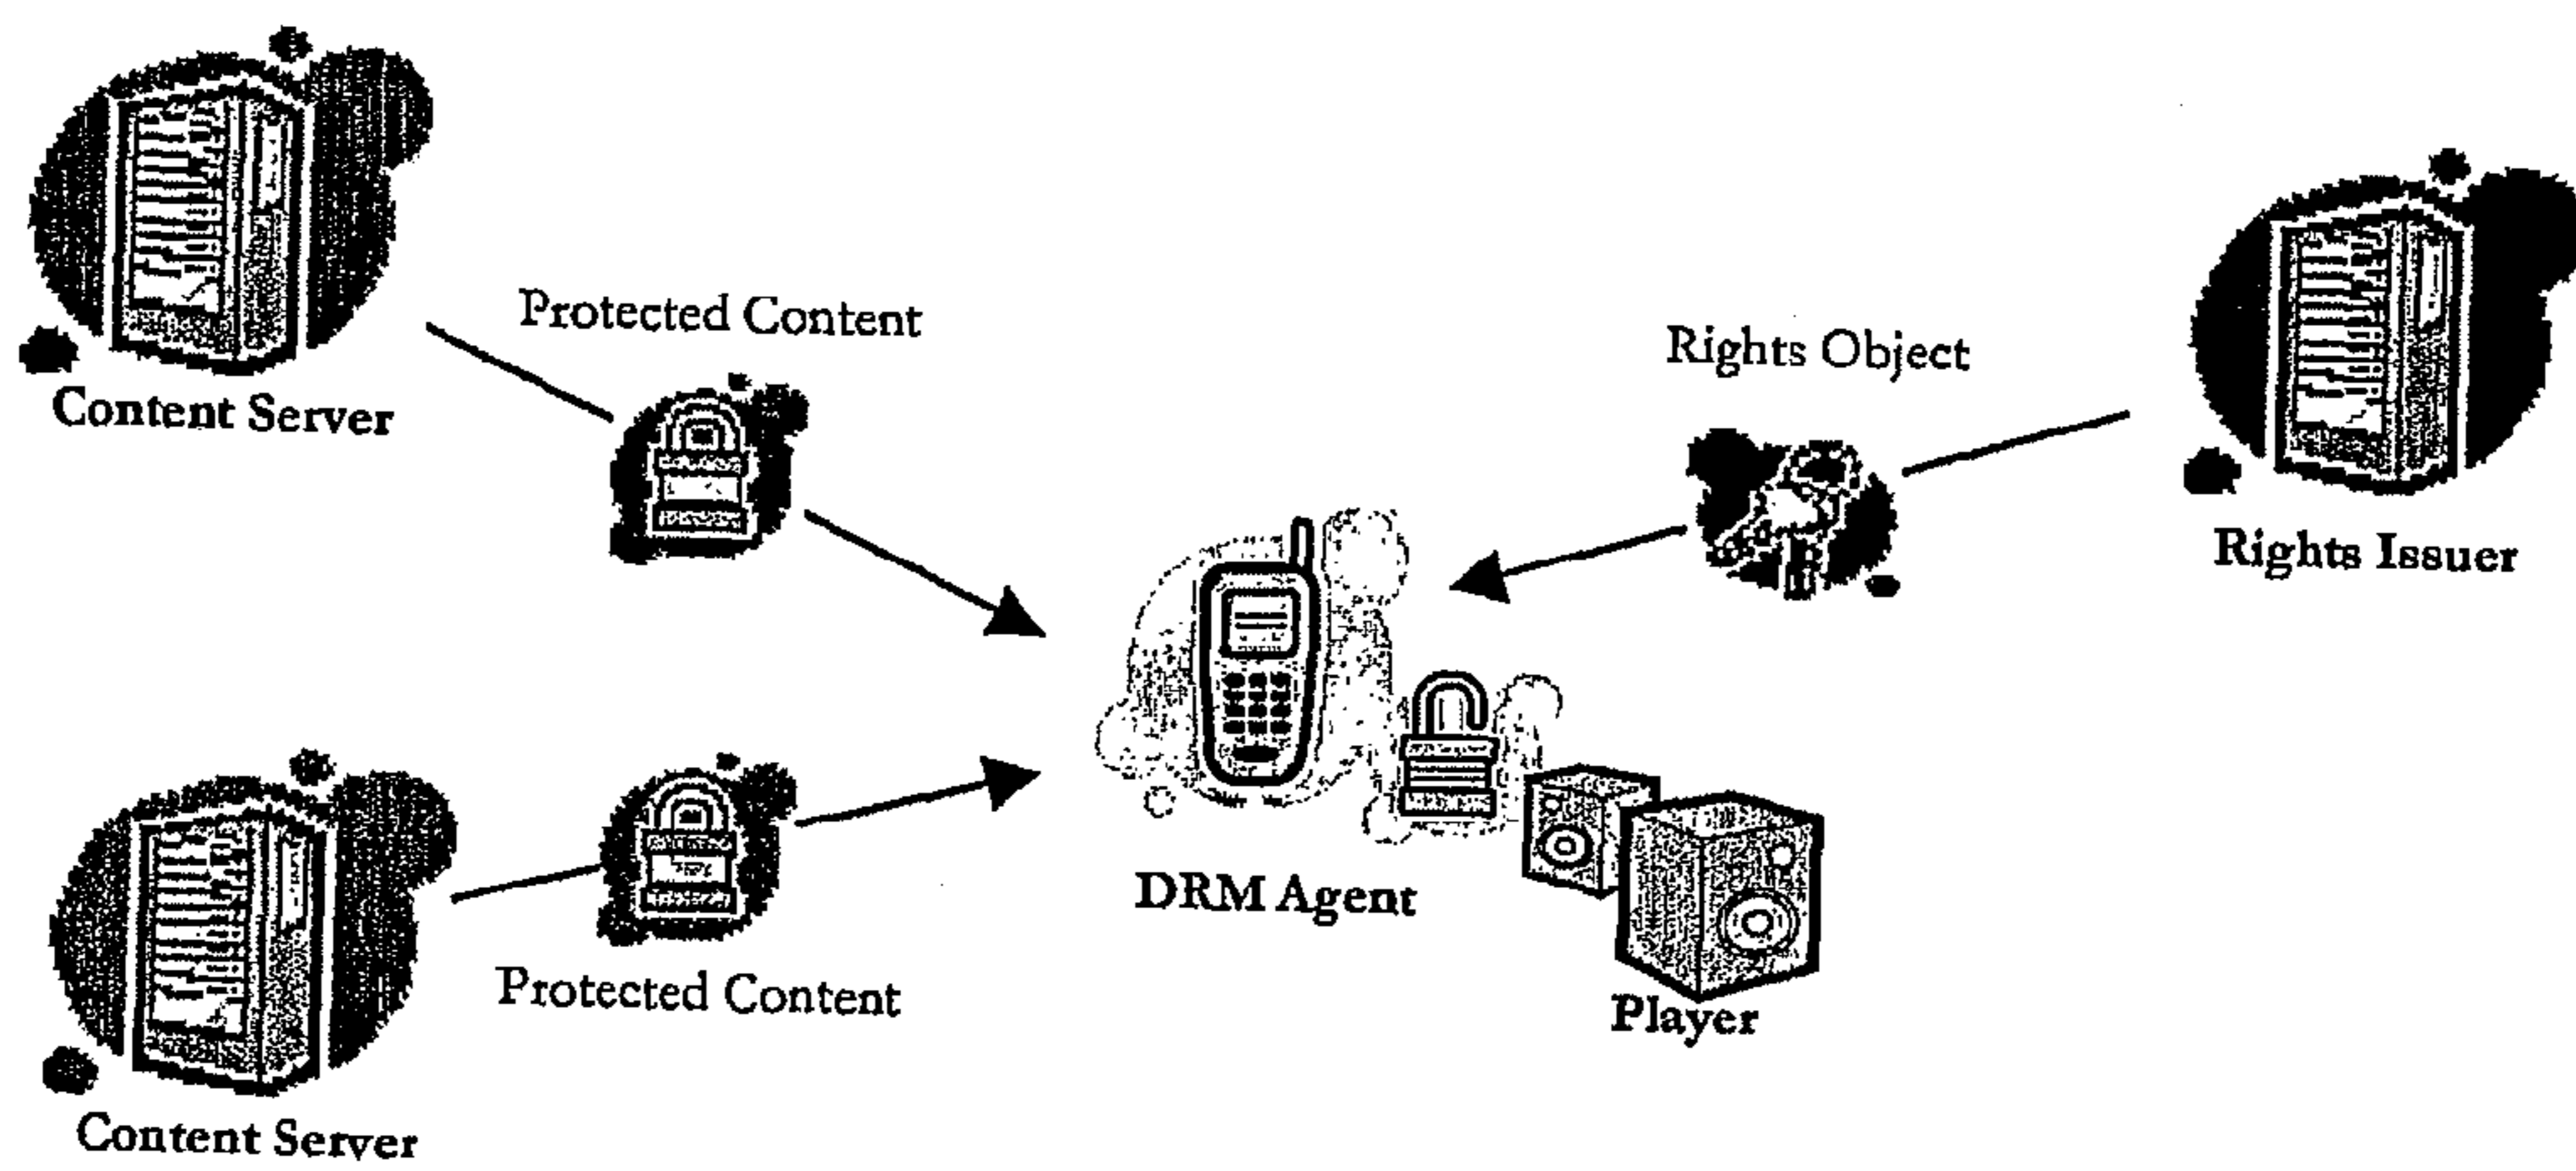 Protected Content
Content Server
Rights Object
Rights Issuer
DRM Agent
Protected Content
Player
Content Server